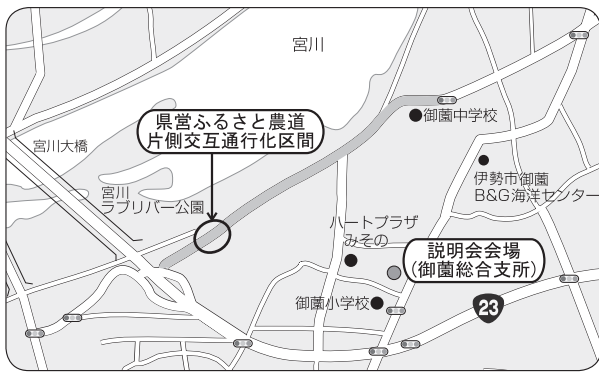 宮川
県営ふるさと農道
片側交互通行化区間
御薗中学校
宮川大橋
伊勢市御薗
B&G海洋センター
宮川
ラブリバー公園
ハートプラザ
みその
説明会会場
(御薗総合支所)
御薗小学校
23